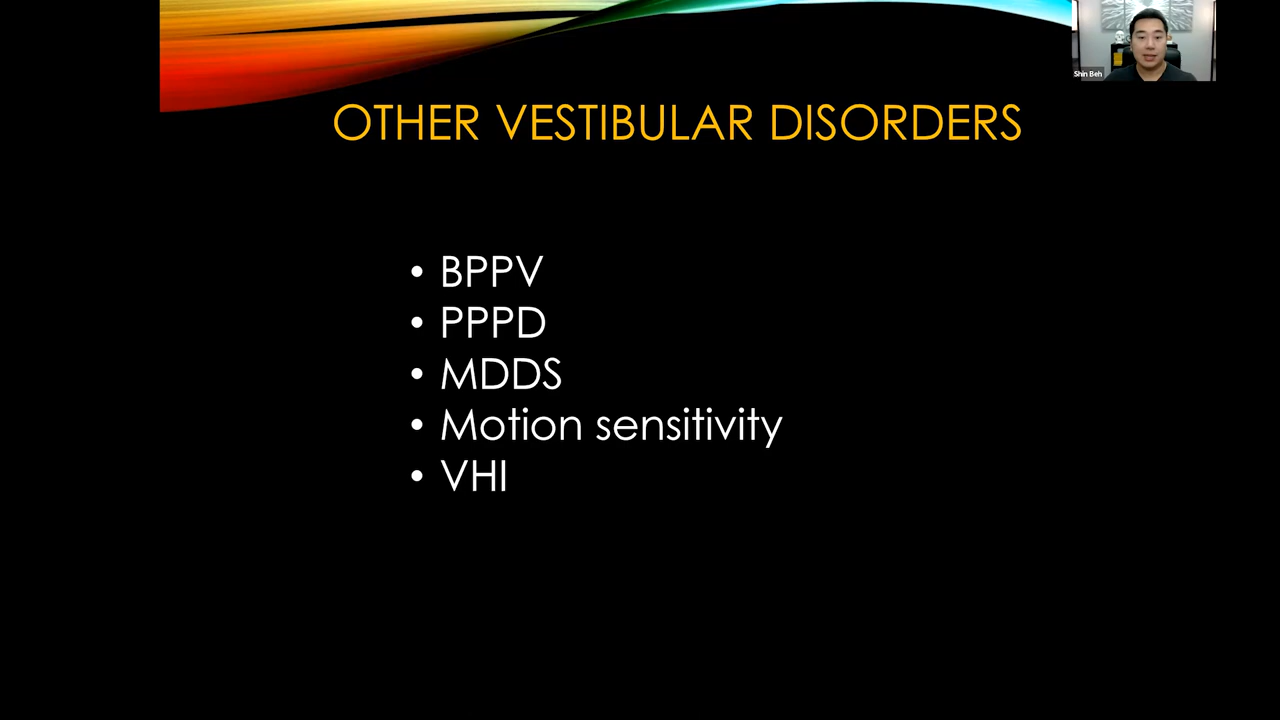 Shin Beh
OTHER VESTIBULAR DISORDERS
• BPPV
• PPPD
• MDDS
• Motion sensitivity
• VHI